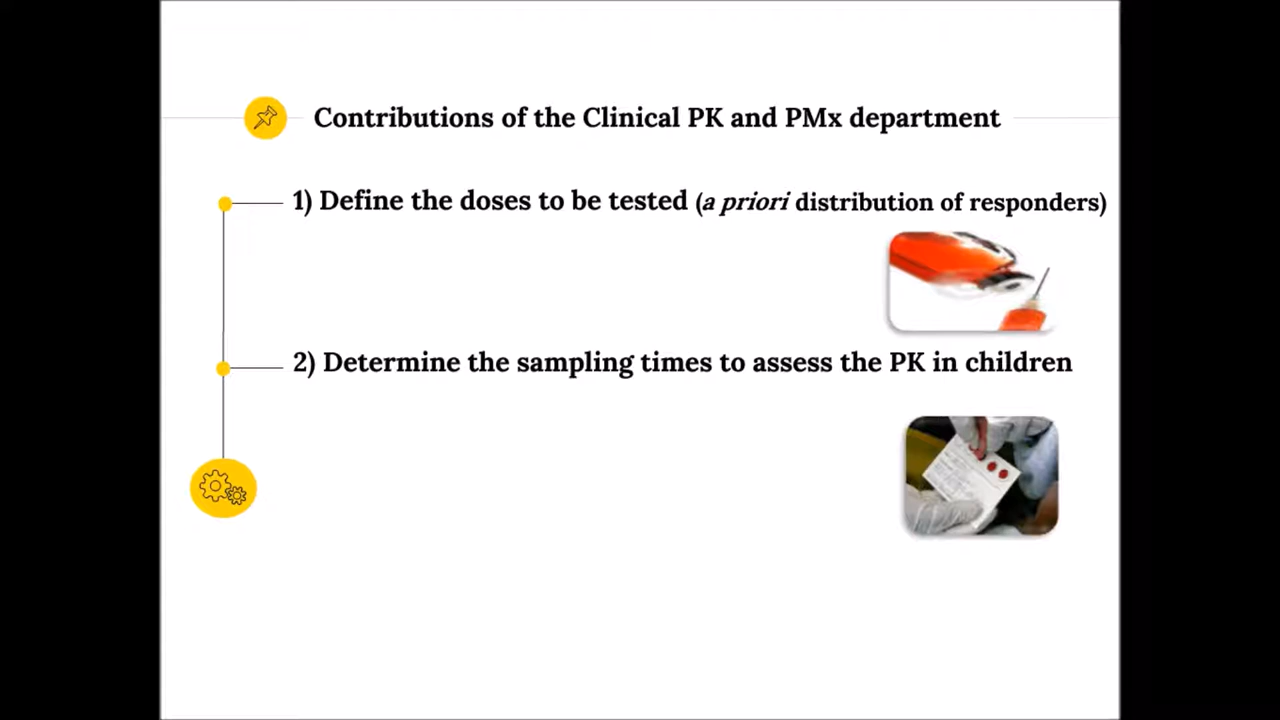 Contributions of the Clinical PK and PMx department
1) Define the doses to be tested (a priori distribution of responders)
2) Determine the sampling times to assess the PK in children